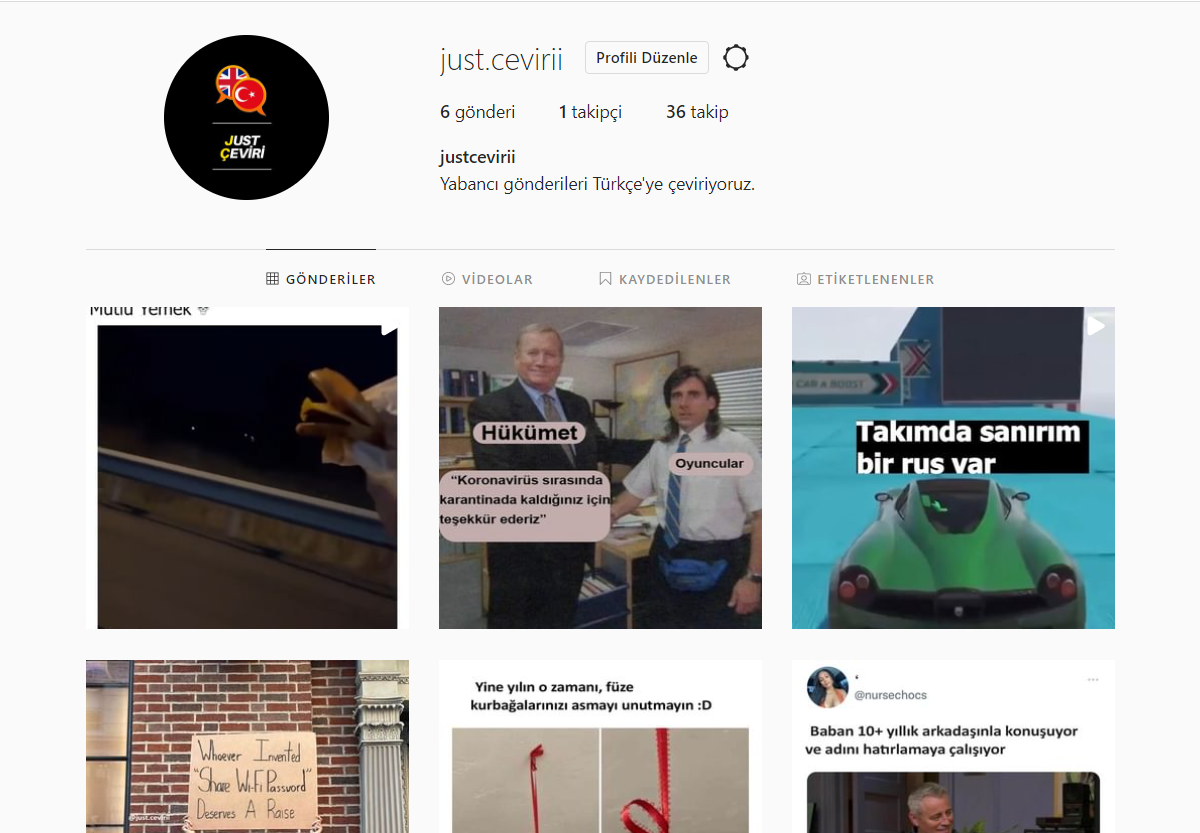 just.cevirii
Profili Düzenle
6 gönderi
1 takipçi
36 takip
JUST
ÇEVİRİ
justcevirii
Yabancı gönderileri Türkçe'ye çeviriyoruz.
GÖNDERİLER
VİDEOLAR
KAYDEDİLENLER
ETİKETLENENLER
Mutlu Yemek
Hükümet
Oyuncular
“Koronavirüs sırasında
karantinada kaldığınız için
teşekkür ederiz”
CAR A BOOST
Takımda sanırım
bir rus var
Whoever Invented
"Share Wi-Fi Password"
Deserves A Raise
@just.cevirii
Yine yılın o zamanı, füze
kurbağalarınızı asmayı unutmayın :D
@nursechocs
Baban 10+ yıllık arkadaşınla konuşuyor
ve adını hatırlamaya çalışıyor